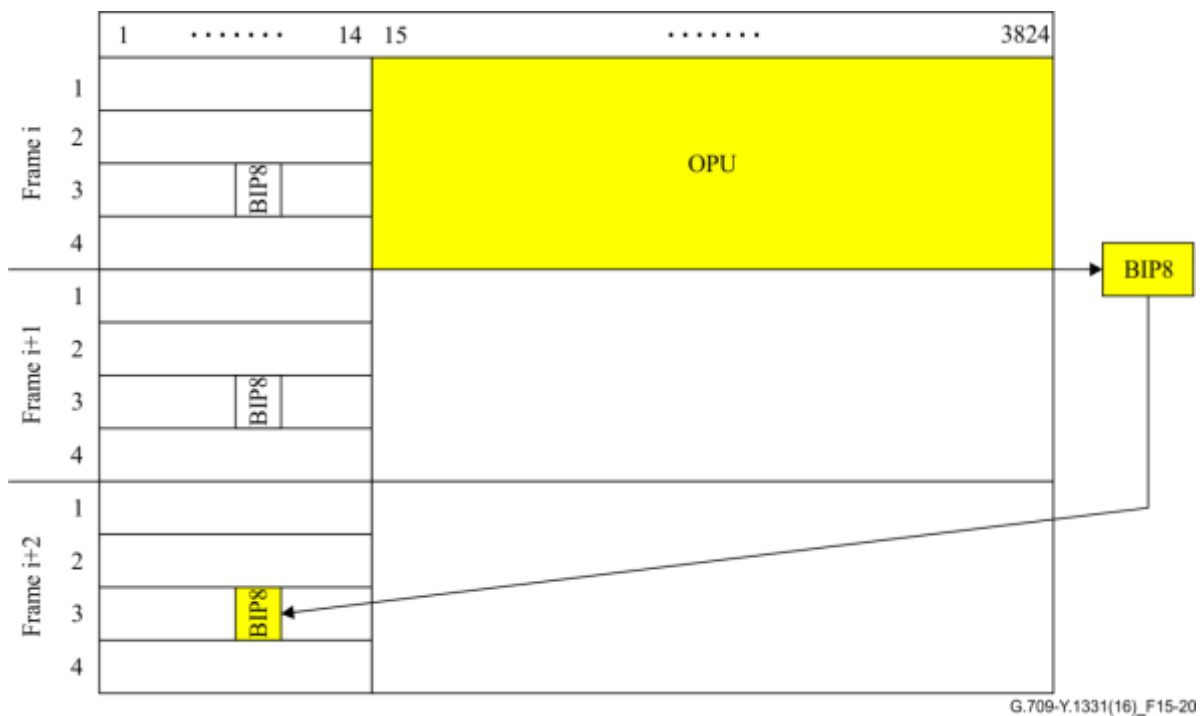 1 ······· 14 15 ······· 3824
Frame i
1
2
3 BIP8
4
OPU
BIP8
Frame i+1
1
2
3 BIP8
4
Frame i+2
1
2
3 BIP8
4
G.709-Y.1331(16)_F15-20